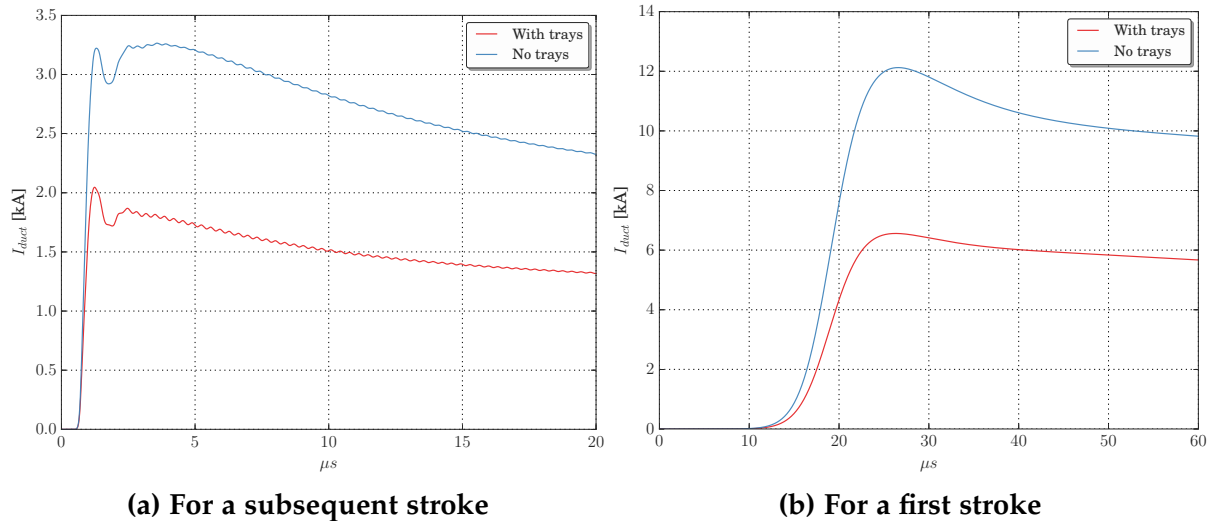 3.5
3.0
2.5
2.0
1.5
1.0
0.5
0.0
I_duct [kA]
With trays
No trays
0 5 10 15 20
μs
(a) For a subsequent stroke
14
12
10
8
6
4
2
0
I_duct [kA]
With trays
No trays
0 10 20 30 40 50 60
μs
(b) For a first stroke